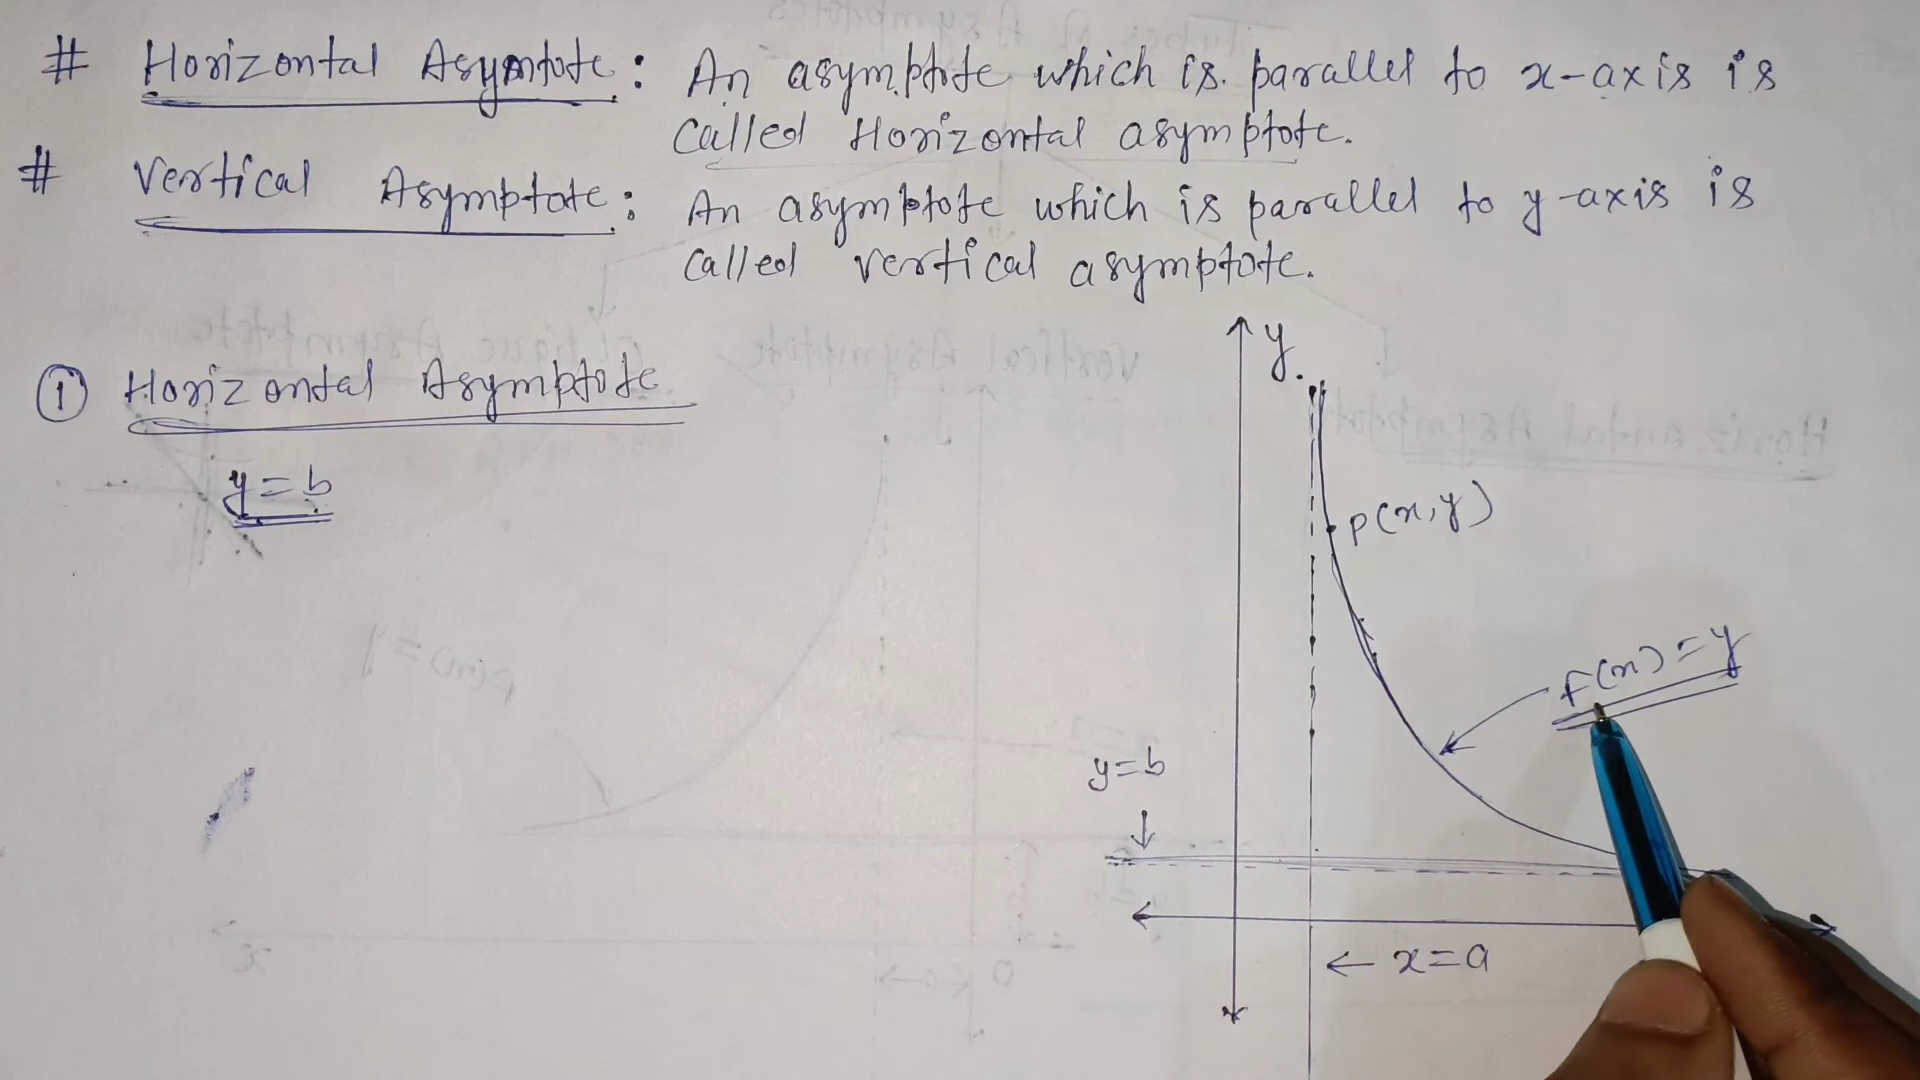 # Horizontal Asymptote : An asymptote which is parallel to x-axis is
called Horizontal asymptote.
# Vertical Asymptote : An asymptote which is parallel to y-axis is
called vertical asymptote.
① Horizontal Asymptote
y = b
y
P(x,y)
f(x) = y
y=b
← x=a